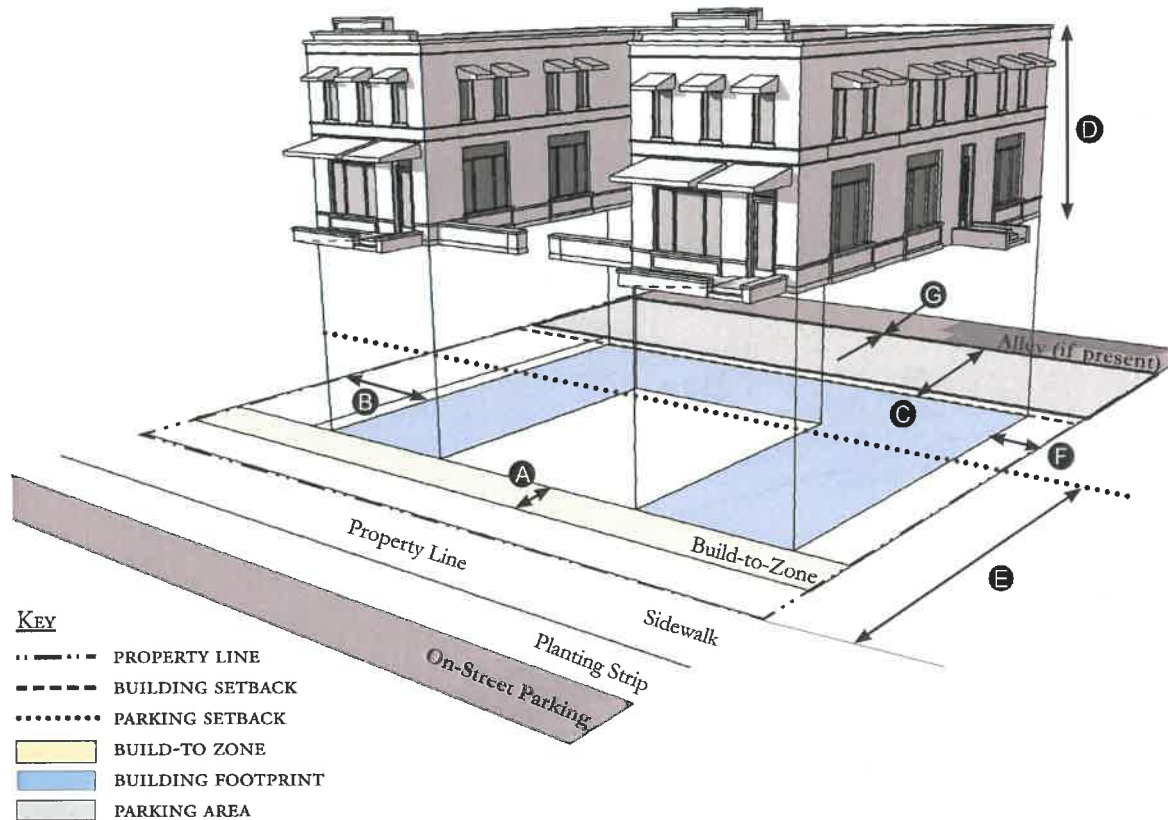 D
G
Alley (if present)
B
C
F
A
Property Line
Build-to-Zone
E
Sidewalk
Planting Strip
On-Street Parking
KEY
PROPERTY LINE
BUILDING SETBACK
PARKING SETBACK
BUILD-TO ZONE
BUILDING FOOTPRINT
PARKING AREA